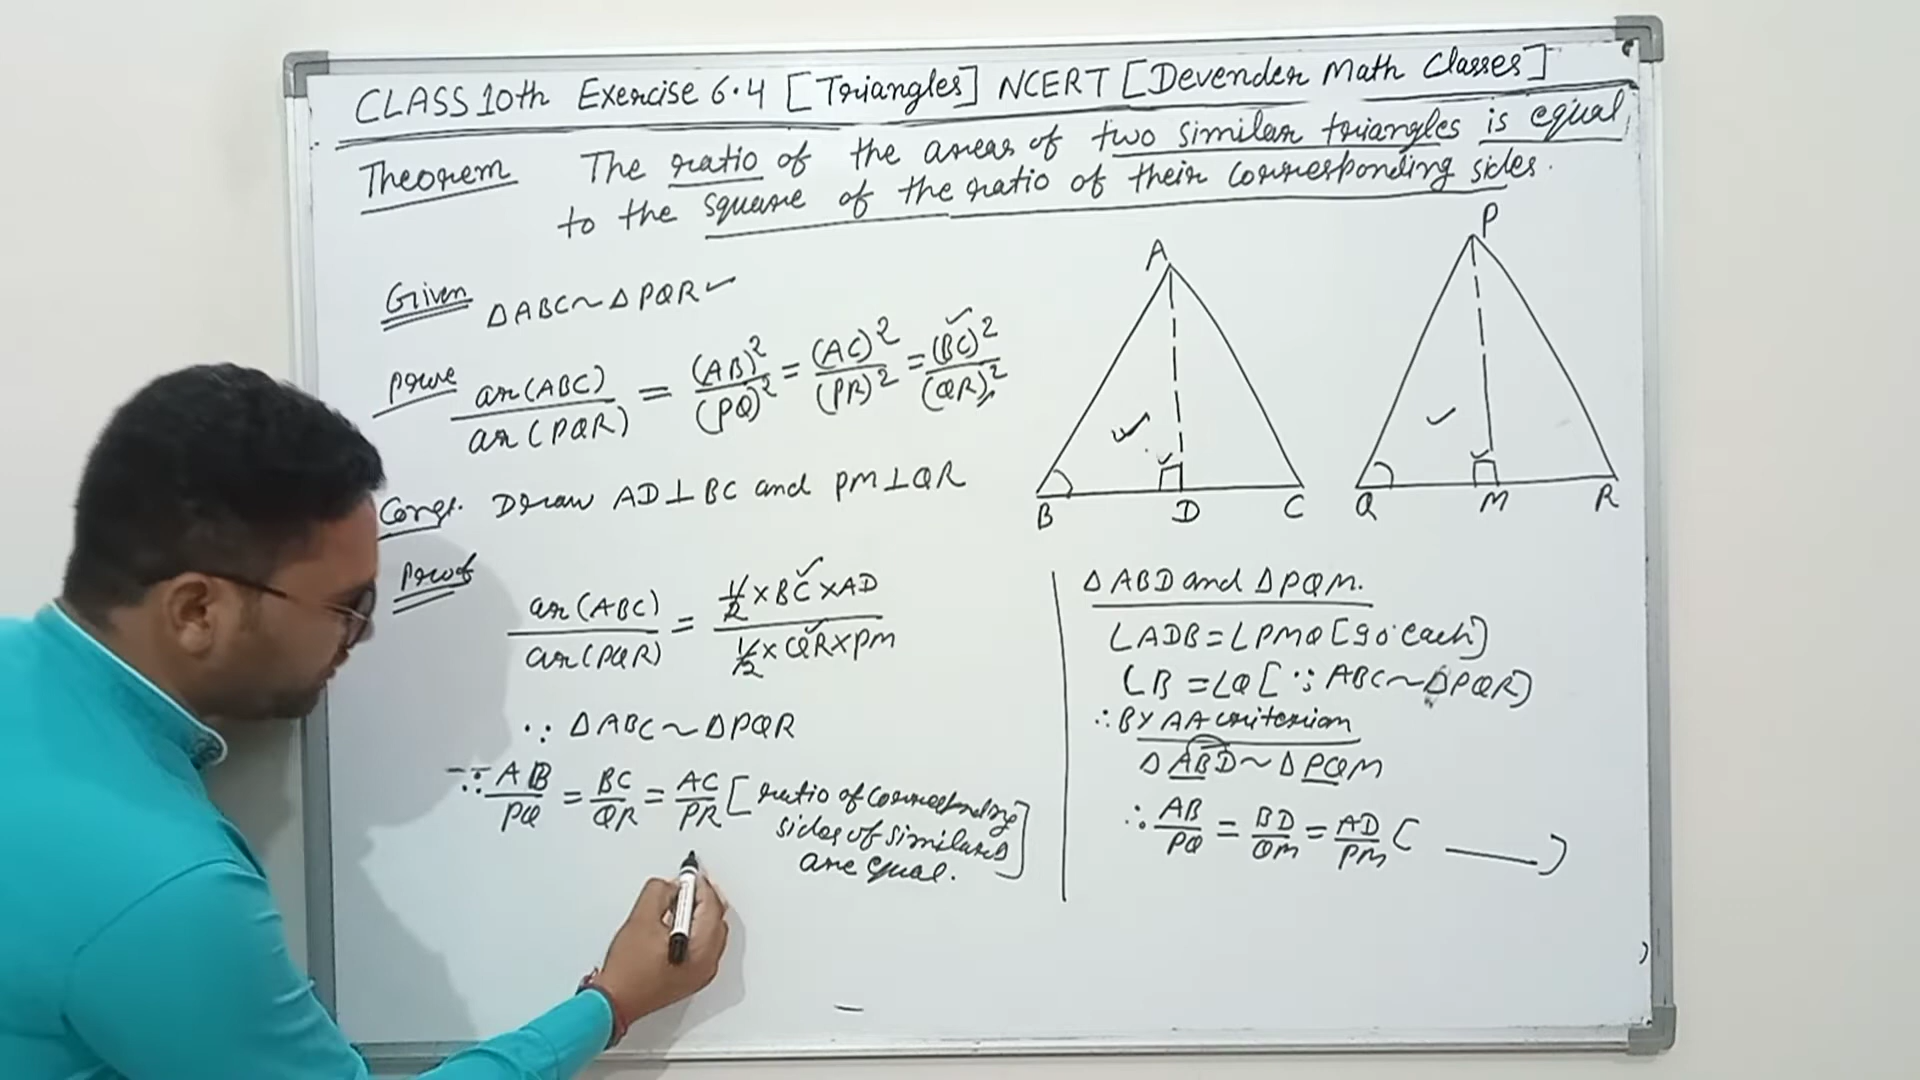 CLASS 10th Exercise 6.4 [Triangles] NCERT [Devender Math Classes]
Theorem The ratio of the areas of two similar triangles is equal
to the square of the ratio of their corresponding sides.
Given ΔABC ~ ΔPQR ✓
Prove ar(ABC)/ar(PQR) = (AB)²/(PQ)² = (AC)²/(PR)² = (BC)²/(QR)²
Const. Draw AD⊥BC and PM⊥QR
Proof
ar(ABC)/ar(PQR) = 1/2×BC×AD / 1/2×QR×PM
∵ ΔABC ~ ΔPQR
∵ AB/PQ = BC/QR = AC/PR [ratio of corresponding
sides of similar Δ
are equal.]
A
B D C
P
Q M R
ΔABD and ΔPQM.
∠ADB = ∠PMQ [90° each]
∠B = ∠Q [∵ ABC ~ ΔPQR]
∴ BY AA criterion
ΔABD ~ ΔPQM
∴ AB/PQ = BD/QM = AD/PM [ ___ ]